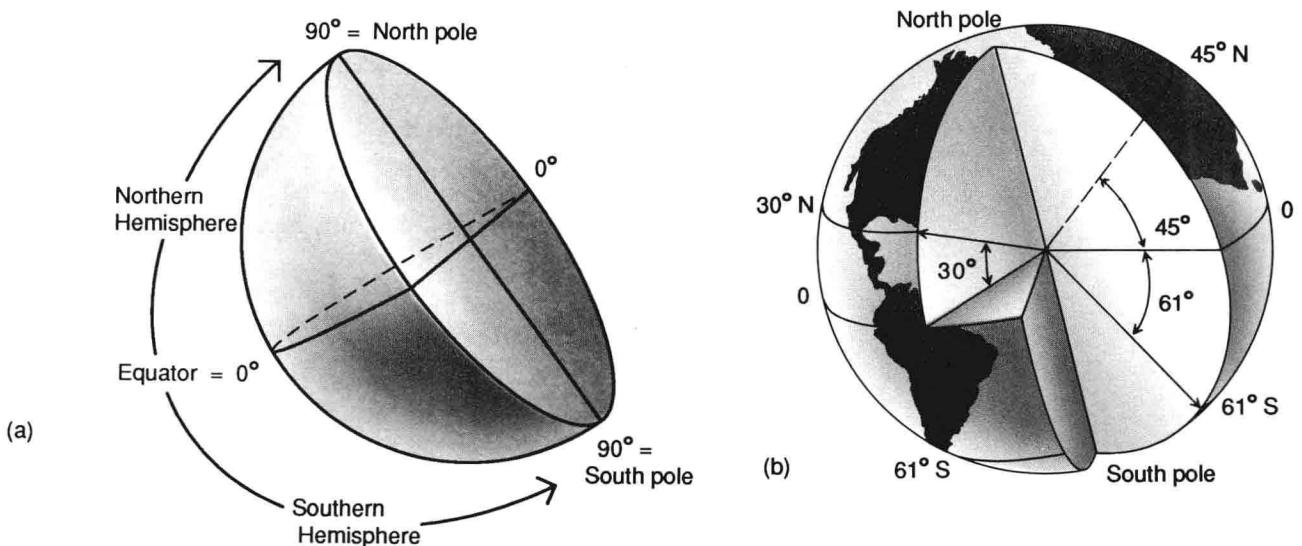 90° = North pole
Northern
Hemisphere
0°
Equator = 0°
(a)
90° =
South pole
Southern
Hemisphere
North pole
45° N
30° N
0
45°
30°
0
61°
61° S
61° S
(b)
South pole